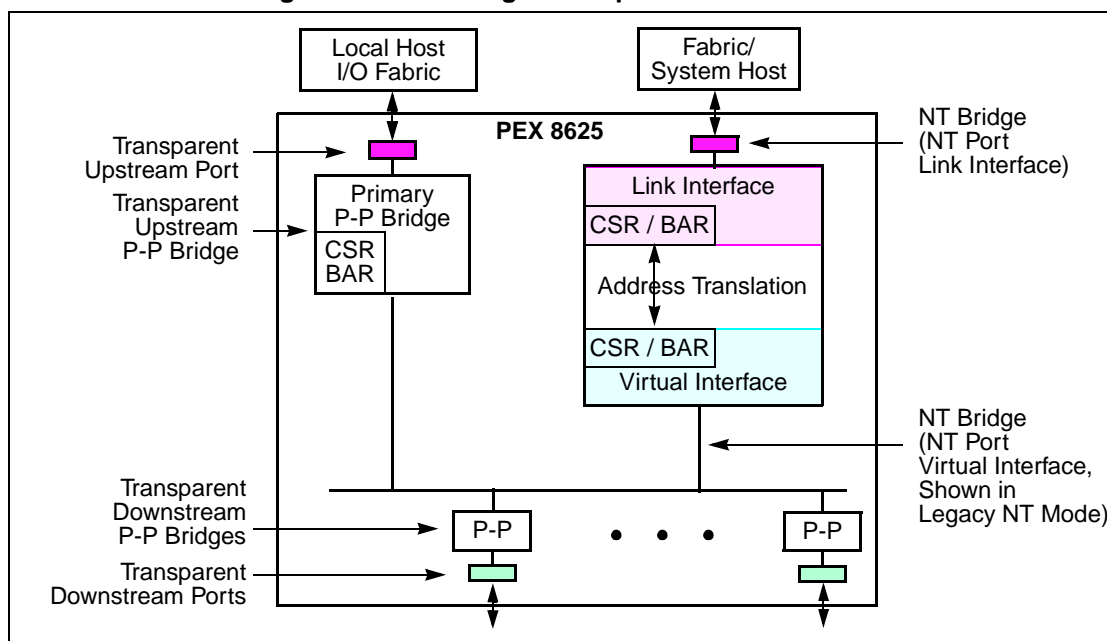 Local Host
I/O Fabric
Fabric/
System Host
PEX 8625
Transparent
Upstream Port
NT Bridge
(NT Port
Link Interface)
Primary
P-P Bridge
CSR
BAR
Transparent
Upstream
P-P Bridge
Link Interface
CSR / BAR
Address Translation
CSR / BAR
Virtual Interface
NT Bridge
(NT Port
Virtual Interface,
Shown in
Legacy NT Mode)
Transparent
Downstream
P-P Bridges
P-P
• • •
P-P
Transparent
Downstream Ports